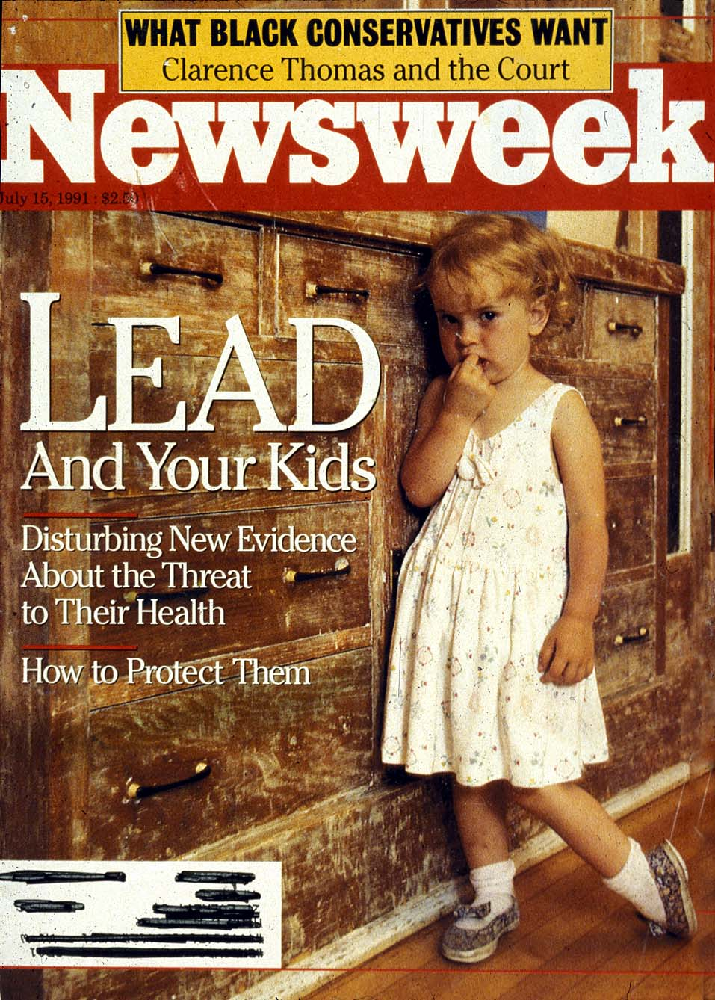 WHAT BLACK CONSERVATIVES WANT
Clarence Thomas and the Court
Newsweek
July 15, 1991 : $2.50
LEAD
And Your Kids
Disturbing New Evidence
About the Threat
to Their Health
How to Protect Them